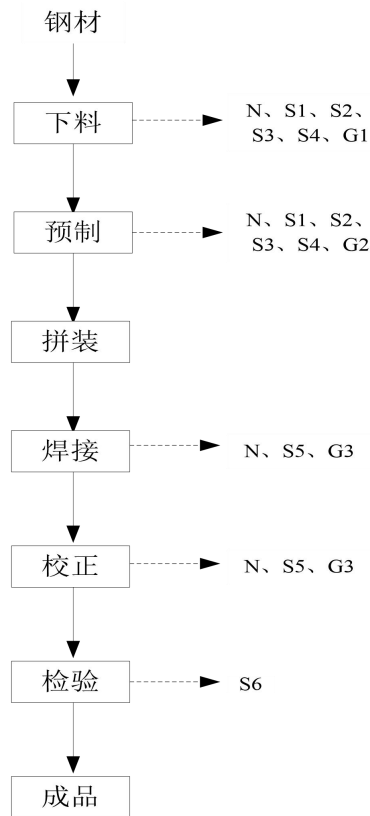 钢材
下料
N、S1、S2、
S3、S4、G1
预制
N、S1、S2、
S3、S4、G2
拼装
焊接
N、S5、G3
校正
N、S5、G3
检验
S6
成品